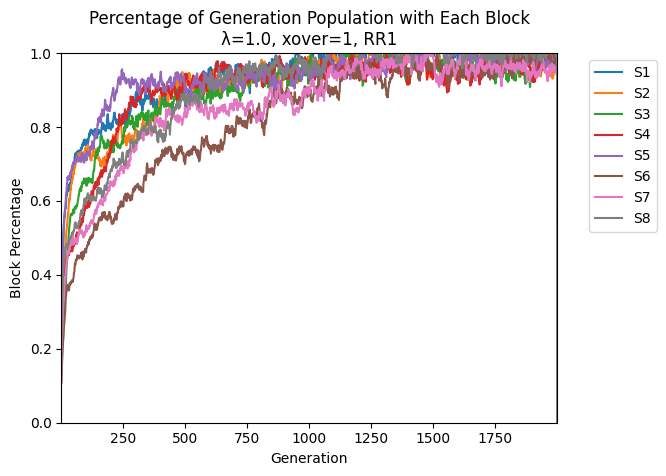 Percentage of Generation Population with Each Block
λ=1.0, xover=1, RR1
1.0
0.8
0.6
0.4
0.2
0.0
Block Percentage
250
500
750
1000
1250
1500
1750
Generation
S1
S2
S3
S4
S5
S6
S7
S8